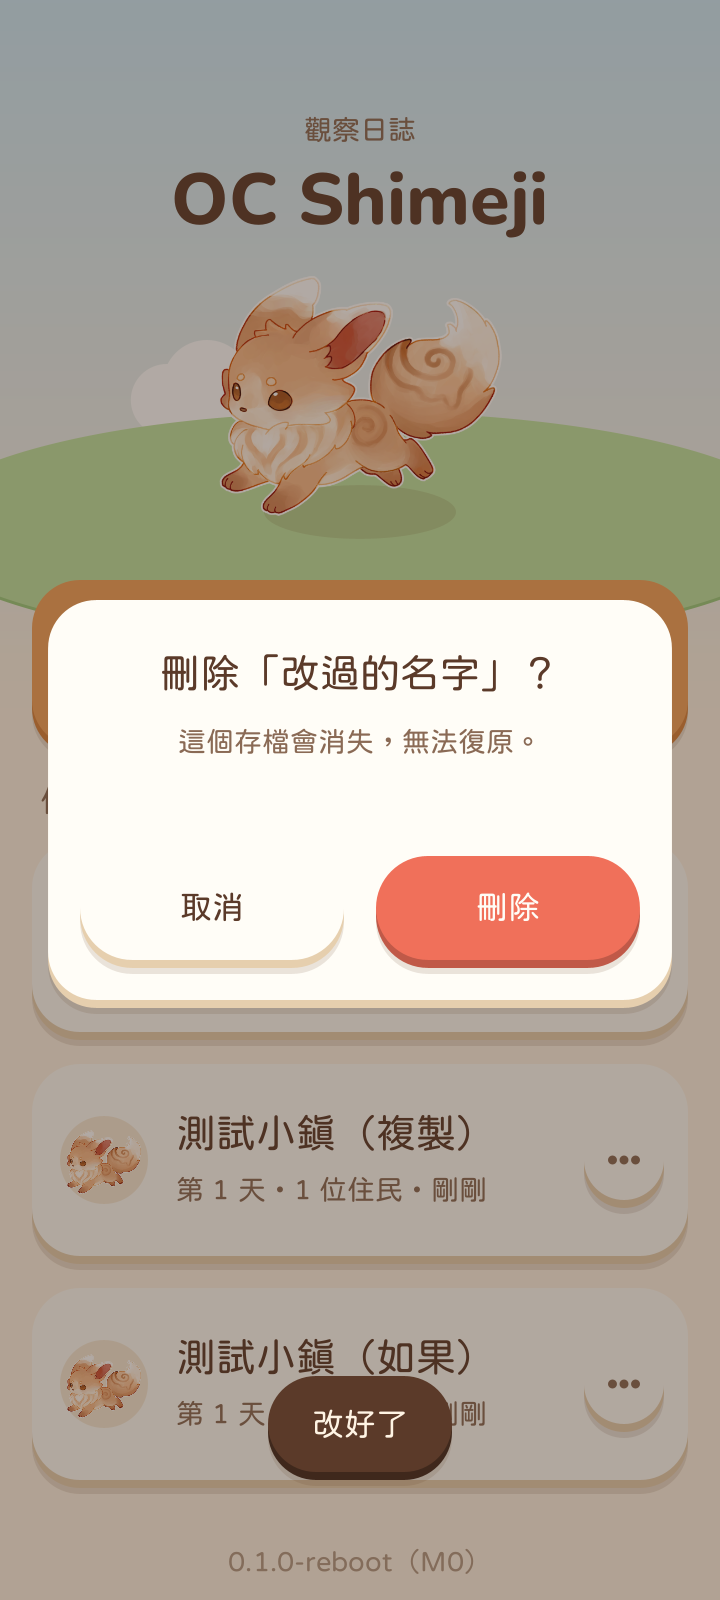 觀察日誌
OC Shimeji
刪除「改過的名字」？
這個存檔會消失，無法復原。
取消
刪除
測試小鎮（複製）
第 1 天・1 位住民・剛剛
測試小鎮（如果）
第 1 天
剛
改好了
0.1.0-reboot（M0）